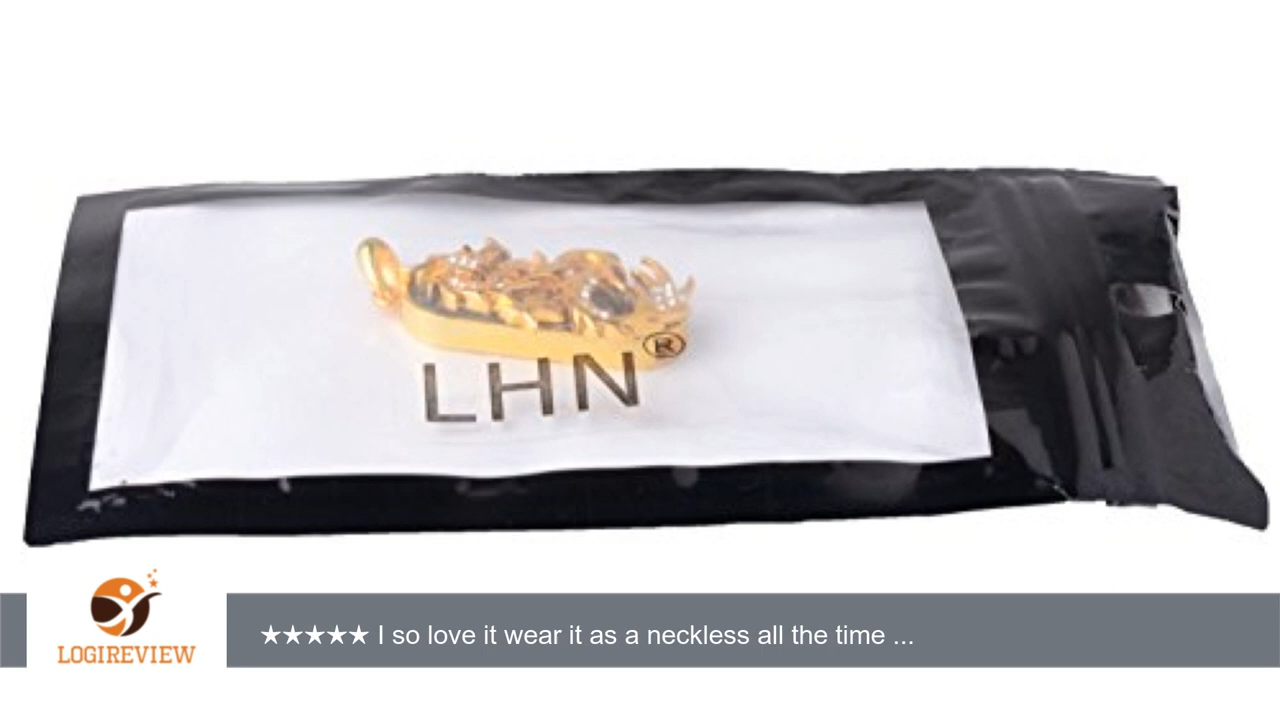 LHN®
★★★★★ I so love it wear it as a neckless all the time ...
LOGIREVIEW